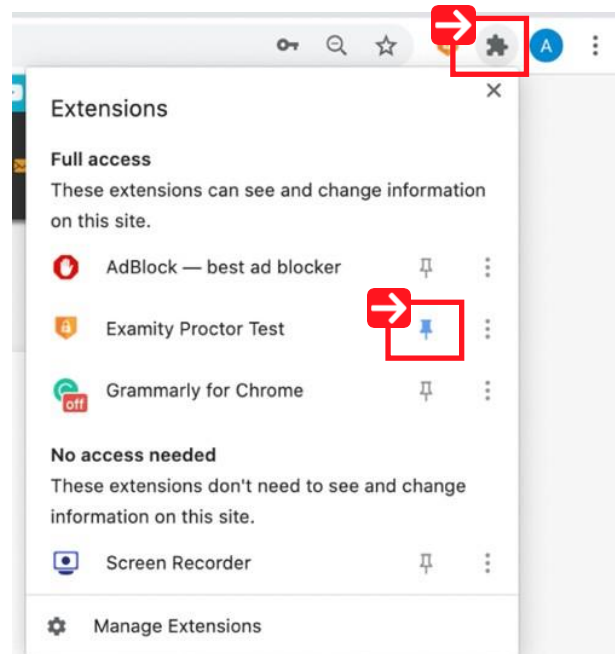 A
Extensions
Full access
These extensions can see and change information
on this site.
AdBlock — best ad blocker
Examity Proctor Test
Grammarly for Chrome
off
No access needed
These extensions don't need to see and change
information on this site.
Screen Recorder
Manage Extensions